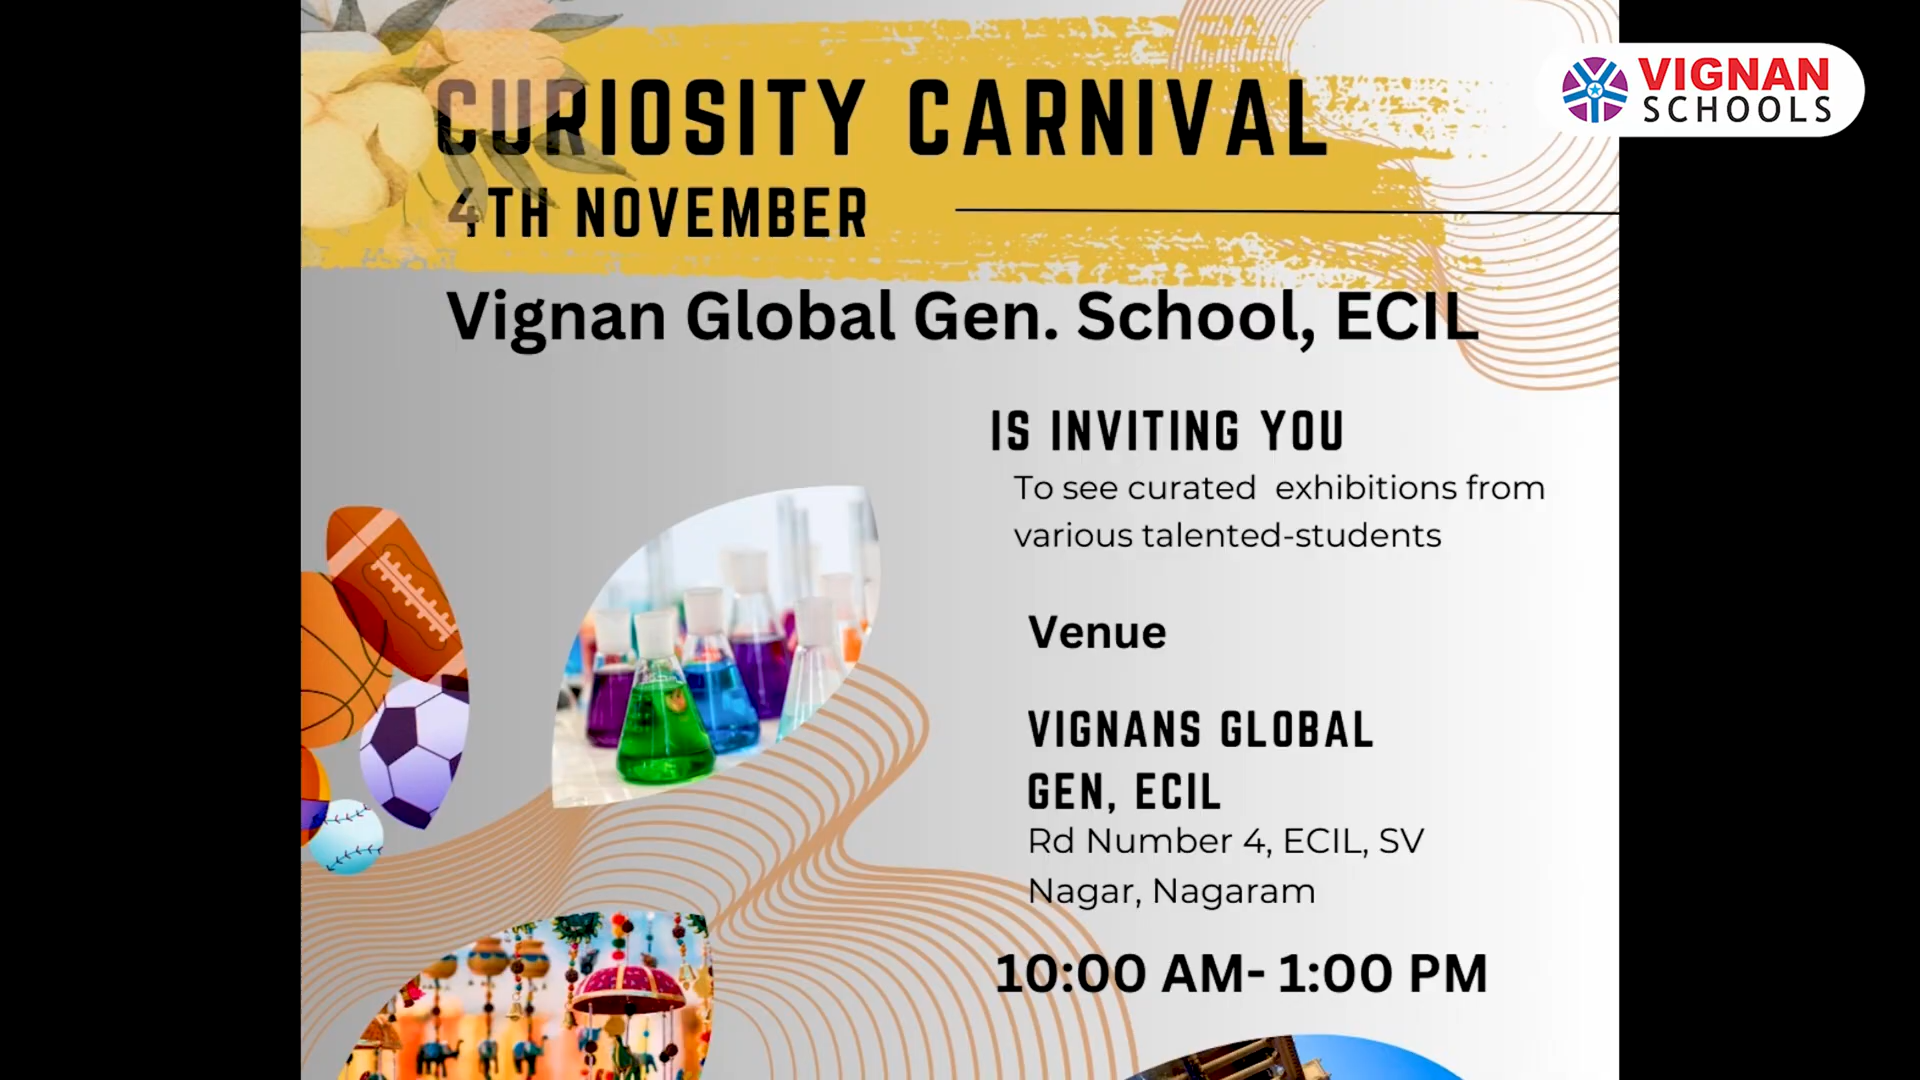 CURIOSITY CARNIVAL
4TH NOVEMBER
VIGNAN
SCHOOLS
Vignan Global Gen. School, ECIL
IS INVITING YOU
To see curated exhibitions from
various talented-students
Venue
VIGNANS GLOBAL
GEN, ECIL
Rd Number 4, ECIL, SV
Nagar, Nagaram
10:00 AM- 1:00 PM